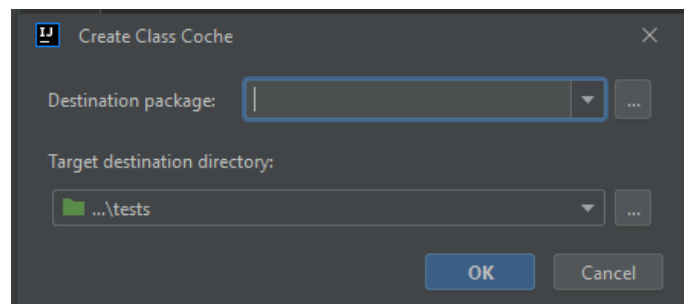 IJ Create Class Coche
Destination package: ...
Target destination directory:
...\tests ...
OK Cancel